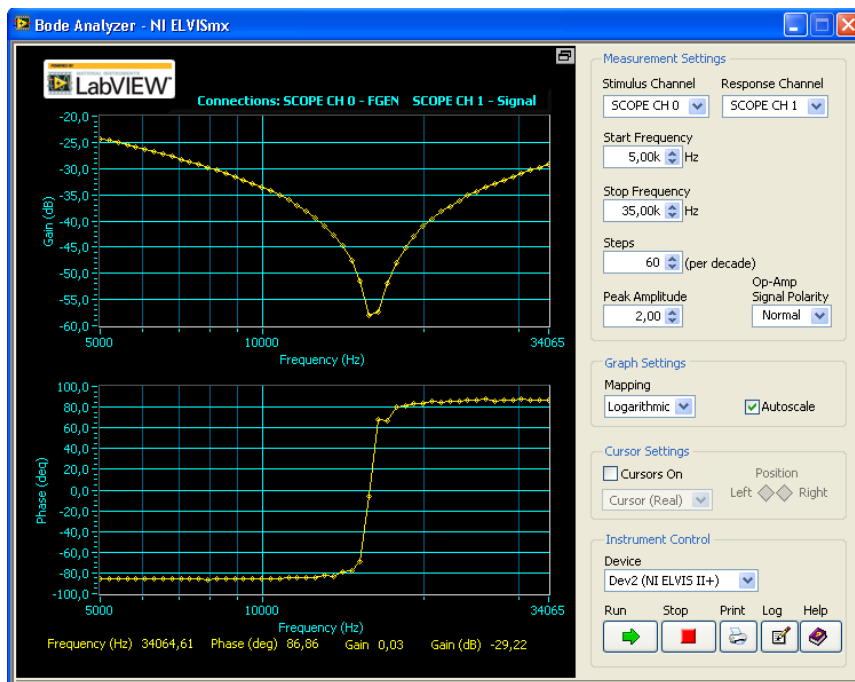 Bode Analyzer - NI ELVISmx
POWERED BY
NATIONAL INSTRUMENTS
LabVIEW™
Connections: SCOPE CH 0 - FGEN SCOPE CH 1 - Signal
-20,0
-25,0
-30,0
-35,0
-40,0
-45,0
-50,0
-55,0
-60,0
Gain (dB)
5000 10000 34065
Frequency (Hz)
100,0
80,0
60,0
40,0
20,0
0,0
-20,0
-40,0
-60,0
-80,0
-100,0
Phase (deg)
5000 10000 34065
Frequency (Hz)
Frequency (Hz) 34064,61 Phase (deg) 86,86 Gain 0,03 Gain (dB) -29,22
Measurement Settings
Stimulus Channel Response Channel
SCOPE CH 0 SCOPE CH 1
Start Frequency
5,00k Hz
Stop Frequency
35,00k Hz
Steps
60 (per decade)
Op-Amp
Peak Amplitude Signal Polarity
2,00 Normal
Graph Settings
Mapping
Logarithmic Autoscale
Cursor Settings
Cursors On Position
Cursor (Real) Left Right
Instrument Control
Device
Dev2 (NI ELVIS II+)
Run Stop Print Log Help